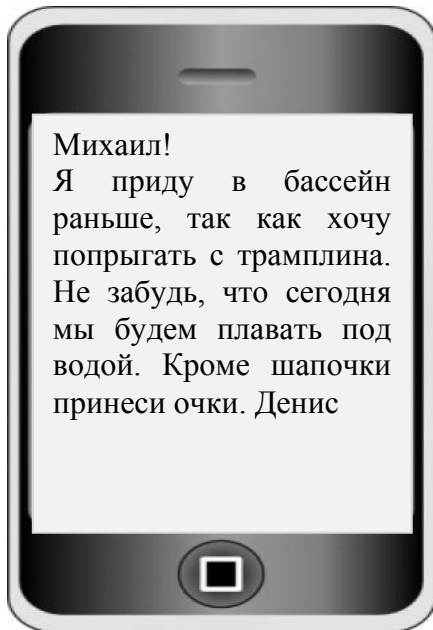 Михаил!
Я приду в бассейн
раньше, так как хочу
попрыгать с трамплина.
Не забудь, что сегодня
мы будем плавать под
водой. Кроме шапочки
принеси очки. Денис